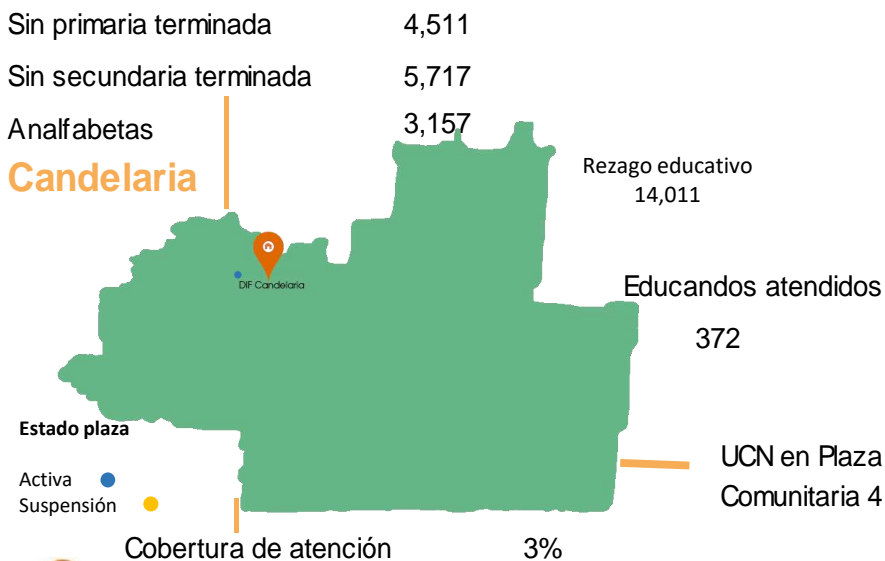 Sin primaria terminada 4,511
Sin secundaria terminada 5,717
Analfabetas 3,157
Candelaria
Rezago educativo
14,011
DIF Candelaria
Educandos atendidos
372
Estado plaza
Activa
Suspensión
UCN en Plaza
Comunitaria 4
Cobertura de atención 3%